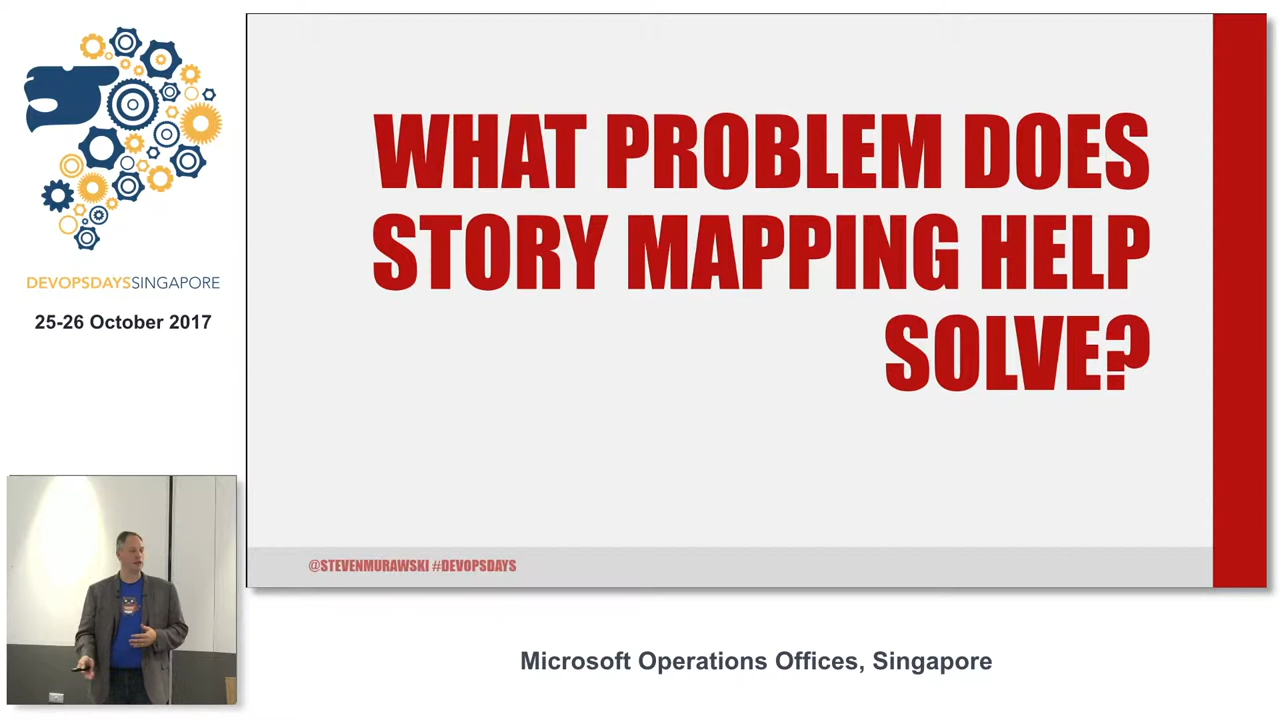 DEVOPSDAYSSINGAPORE
25-26 October 2017
WHAT PROBLEM DOES
STORY MAPPING HELP
SOLVE?
@STEVENMURAWSKI #DEVOPSDAYS
Microsoft Operations Offices, Singapore